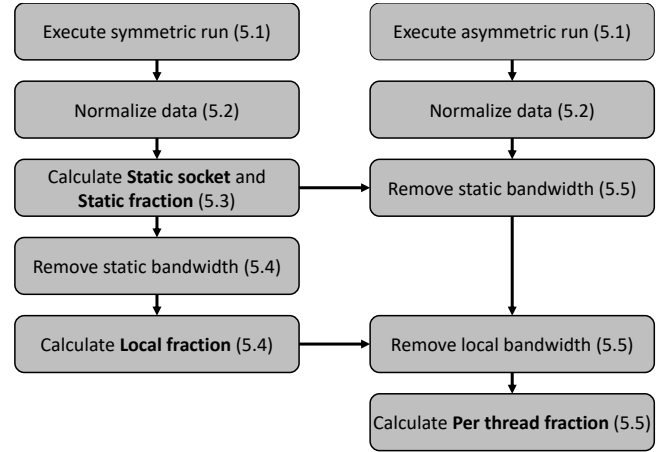 Execute symmetric run (5.1)
Normalize data (5.2)
Calculate Static socket and
Static fraction (5.3)
Remove static bandwidth (5.4)
Calculate Local fraction (5.4)
Execute asymmetric run (5.1)
Normalize data (5.2)
Remove static bandwidth (5.5)
Remove local bandwidth (5.5)
Calculate Per thread fraction (5.5)